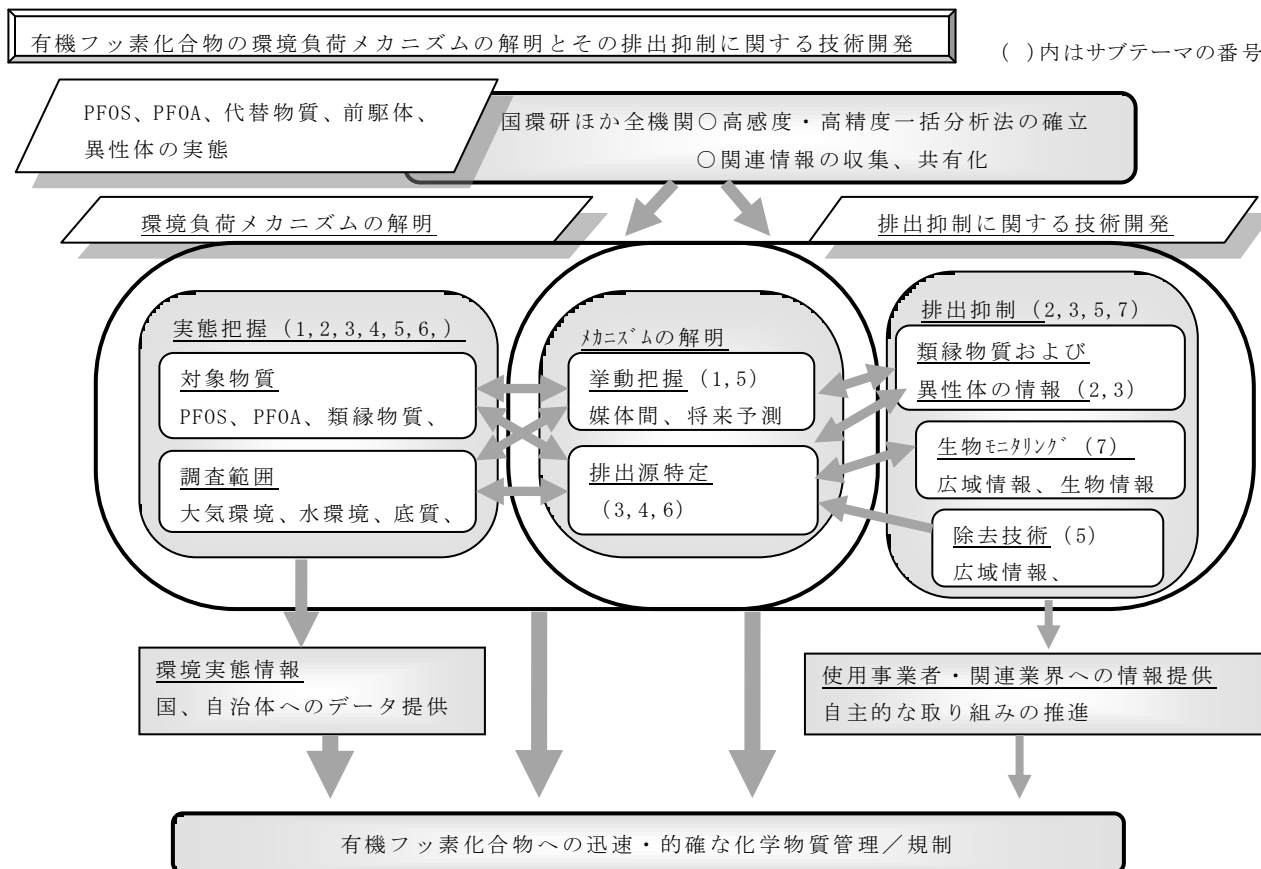 有機フッ素化合物の環境負荷メカニズムの解明とその排出抑制に関する技術開発
( )内はサブテーマの番号
PFOS、PFOA、代替物質、前駆体、
異性体の実態
国環研ほか全機関○高感度・高精度一括分析法の確立
○関連情報の収集、共有化
環境負荷メカニズムの解明
排出抑制に関する技術開発
実態把握 (1,2,3,4,5,6,)
対象物質
PFOS、PFOA、類縁物質、
調査範囲
大気環境、水環境、底質、
ﾒｶﾆｽﾞﾑの解明
挙動把握 (1,5)
媒体間、将来予測
排出源特定
(3,4,6)
排出抑制 (2,3,5,7)
類縁物質および
異性体の情報 (2,3)
生物ﾓﾆﾀﾘﾝｸﾞ (7)
広域情報、生物情報
除去技術 (5)
広域情報、
環境実態情報
国、自治体へのデータ提供
使用事業者・関連業界への情報提供
自主的な取り組みの推進
有機フッ素化合物への迅速・的確な化学物質管理／規制